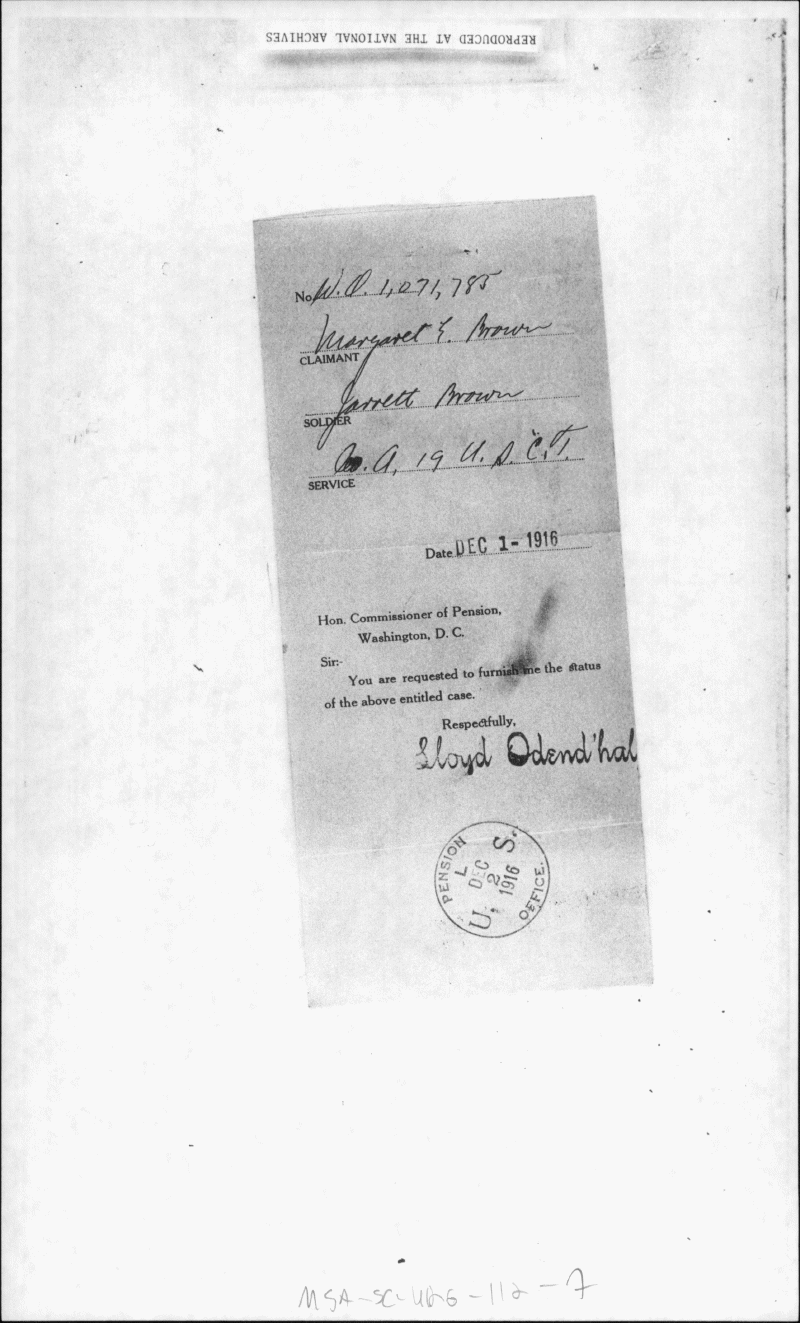 REPRODUCED AT THE NATIONAL ARCHIVES
No. W. O. 1,071,785
Margaret E. Brown
CLAIMANT
Jarrett Brown
SOLDIER
Co. A, 19 U. S. C. T.
SERVICE
Date DEC 1- 1916
Hon. Commissioner of Pension,
Washington, D. C.
Sir:-
You are requested to furnish me the status
of the above entitled case.
Respectfully,
Lloyd Odend'hal
U. S. PENSION OFFICE.
L
DEC
2
1916
MSA-SC-4126-112-7